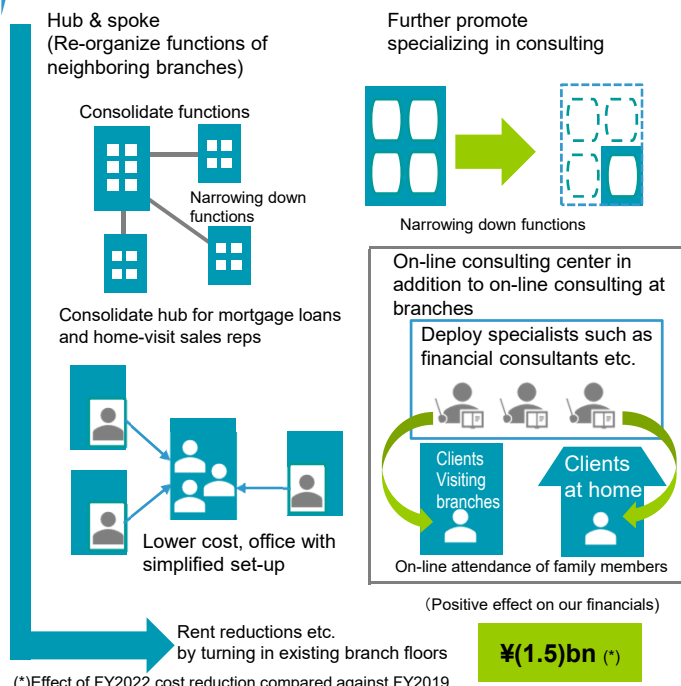 Hub & spoke
(Re-organize functions of
neighboring branches)
Consolidate functions
Narrowing down
functions
Consolidate hub for mortgage loans
and home-visit sales reps
Lower cost, office with
simplified set-up
Further promote
specializing in consulting
Narrowing down functions
On-line consulting center in
addition to on-line consulting at
branches
Deploy specialists such as
financial consultants etc.
Clients
Visiting
branches
Clients
at home
On-line attendance of family members
（Positive effect on our financials)
Rent reductions etc.
by turning in existing branch floors
¥(1.5)bn (*)
(*)Effect of FY2022 cost reduction compared against FY2019